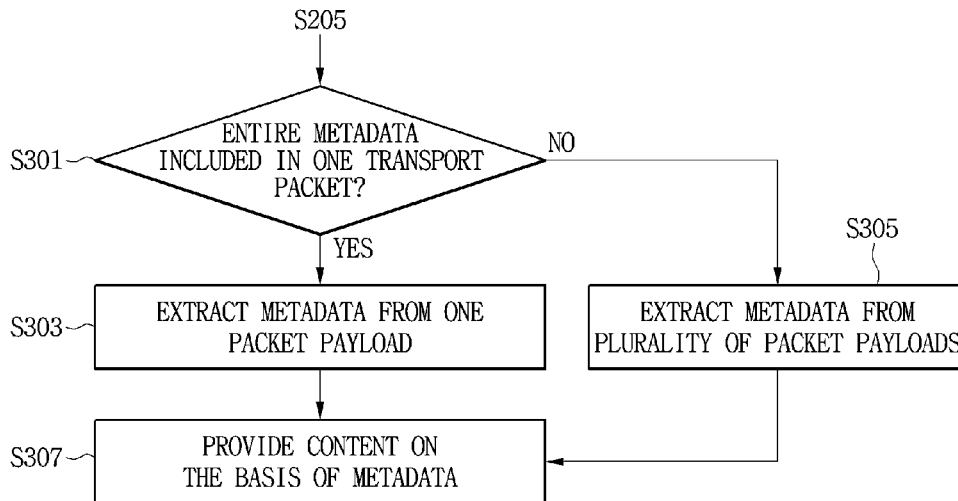 S205
S301
ENTIRE METADATA
INCLUDED IN ONE TRANSPORT
PACKET?
NO
YES
S305
S303
EXTRACT METADATA FROM ONE
PACKET PAYLOAD
EXTRACT METADATA FROM
PLURALITY OF PACKET PAYLOADS
S307
PROVIDE CONTENT ON
THE BASIS OF METADATA